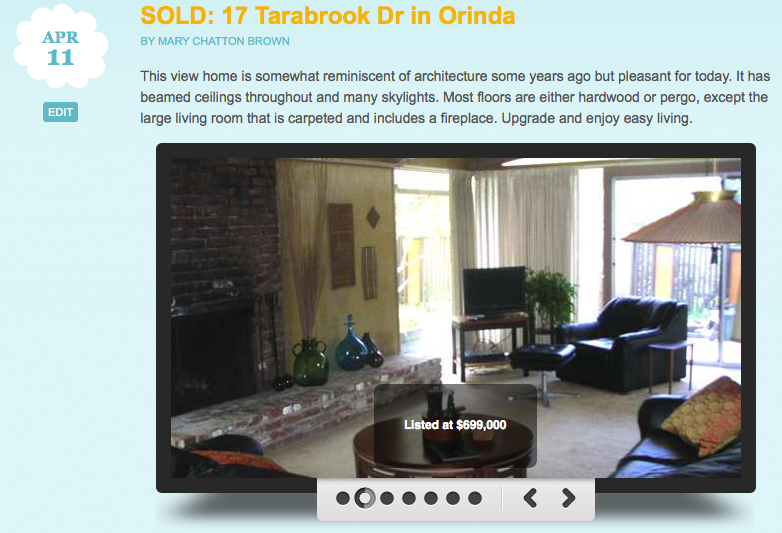 SOLD: 17 Tarabrook Dr in Orinda
APR
11
BY MARY CHATTON BROWN
EDIT
This view home is somewhat reminiscent of architecture some years ago but pleasant for today. It has
beamed ceilings throughout and many skylights. Most floors are either hardwood or pergo, except the
large living room that is carpeted and includes a fireplace. Upgrade and enjoy easy living.
Listed at $699,000